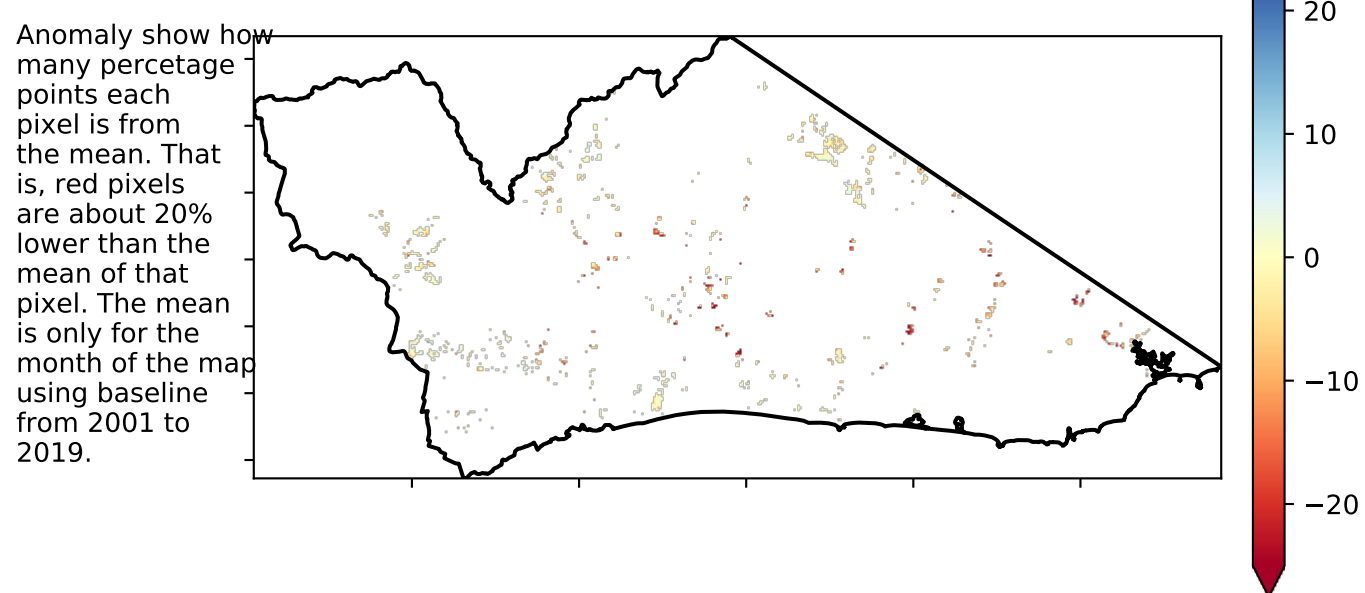 Anomaly show how
many percetage
points each
pixel is from
the mean. That
is, red pixels
are about 20%
lower than the
mean of that
pixel. The mean
is only for the
month of the map
using baseline
from 2001 to
2019.
20
10
0
−10
−20